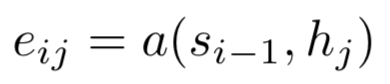 e_{ij} = a(s_{i-1}, h_j)